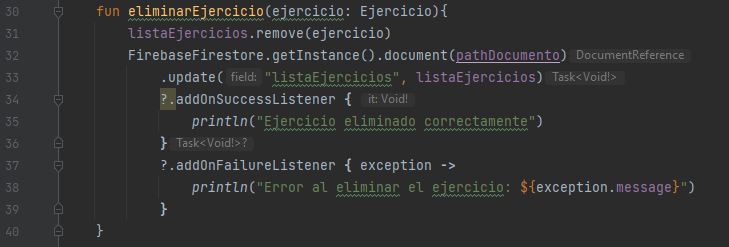 30 fun eliminarEjercicio(ejercicio: Ejercicio){
31 listaEjercicios.remove(ejercicio)
32 FirebaseFirestore.getInstance().document(pathDocumento) DocumentReference
33 .update( field: "listaEjercicios", listaEjercicios) Task<Void!>
34 ?.addOnSuccessListener { it: Void!
35 println("Ejercicio eliminado correctamente")
36 } Task<Void!>?
37 ?.addOnFailureListener { exception ->
38 println("Error al eliminar el ejercicio: ${exception.message}")
39 }
40 }